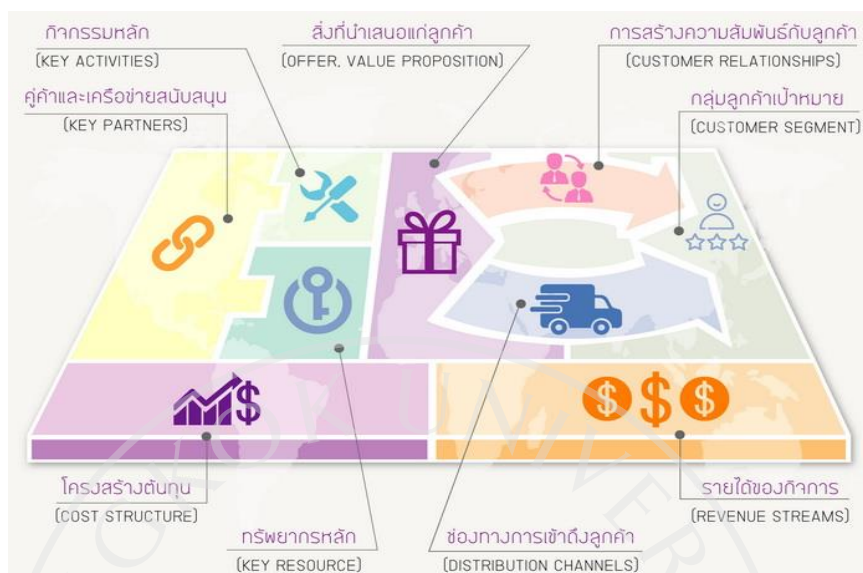 กิจกรรมหลัก
(KEY ACTIVITIES)
สิ่งที่นำเสนอแก่ลูกค้า
(OFFER, VALUE PROPOSITION)
การสร้างความสัมพันธ์กับลูกค้า
(CUSTOMER RELATIONSHIPS)
คู่ค้าและเครือข่ายสนับสนุน
(KEY PARTNERS)
กลุ่มลูกค้าเป้าหมาย
(CUSTOMER SEGMENT)
$
$ $ $
โครงสร้างต้นทุน
(COST STRUCTURE)
ทรัพยากรหลัก
(KEY RESOURCE)
ช่องทางการเข้าถึงลูกค้า
(DISTRIBUTION CHANNELS)
รายได้ของกิจการ
(REVENUE STREAMS)